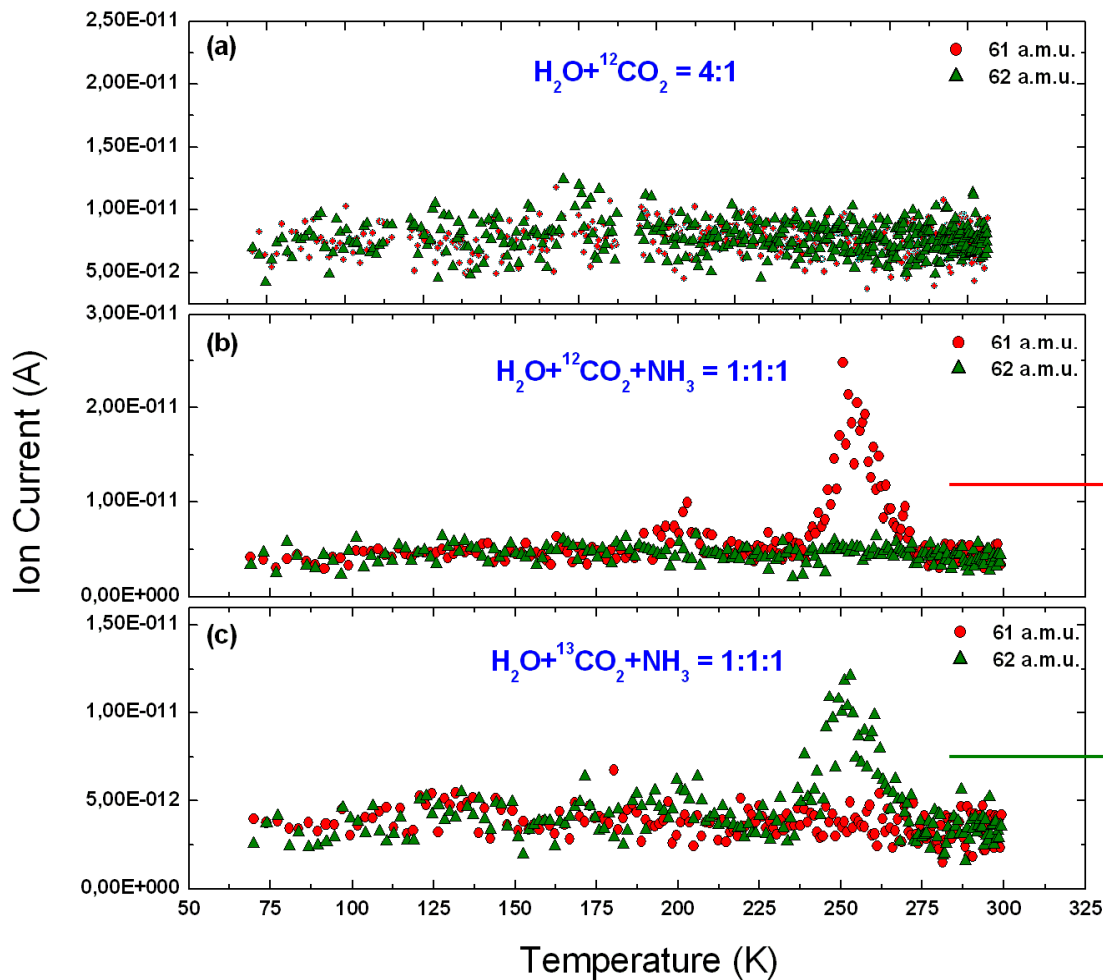 (a)
H₂O+¹²CO₂ = 4:1
61 a.m.u.
62 a.m.u.
2,50E-011
2,00E-011
1,50E-011
1,00E-011
5,00E-012
(b)
H₂O+¹²CO₂+NH₃ = 1:1:1
61 a.m.u.
62 a.m.u.
3,00E-011
2,00E-011
1,00E-011
0,00E+000
(c)
H₂O+¹³CO₂+NH₃ = 1:1:1
61 a.m.u.
62 a.m.u.
1,50E-011
1,00E-011
5,00E-012
0,00E+000
50 75 100 125 150 175 200 225 250 275 300 325
Temperature (K)
Ion Current (A)